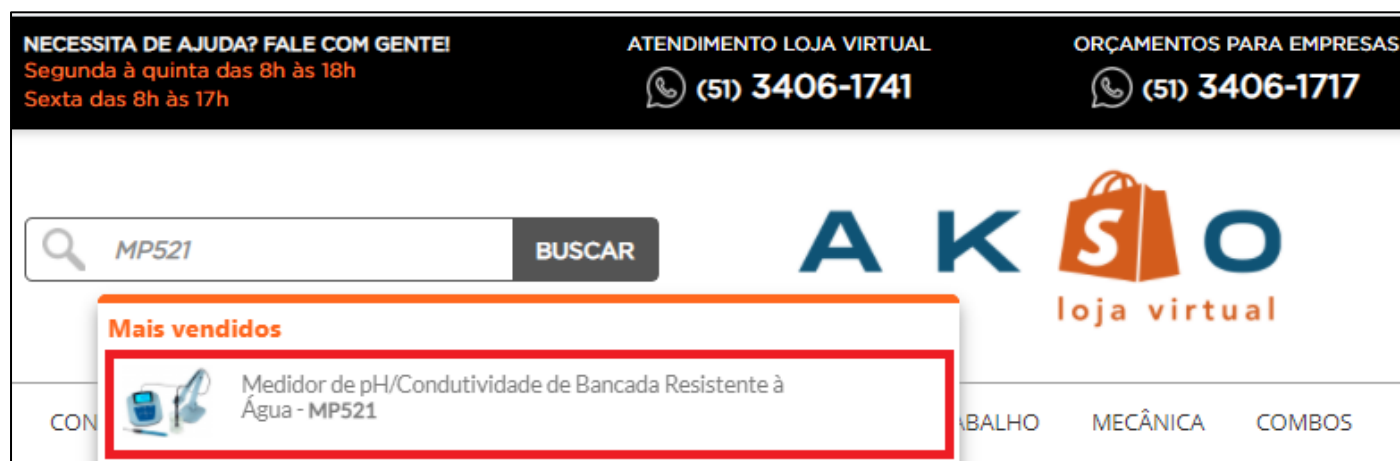 NECESSITA DE AJUDA? FALE COM GENTE!
Segunda à quinta das 8h às 18h
Sexta das 8h às 17h
ATENDIMENTO LOJA VIRTUAL
(51) 3406-1741
ORÇAMENTOS PARA EMPRESAS
(51) 3406-1717
MP521
BUSCAR
AKSO
loja virtual
Mais vendidos
Medidor de pH/Condutividade de Bancada Resistente à
Água - MP521
CON
ABALHO
MECÂNICA
COMBOS